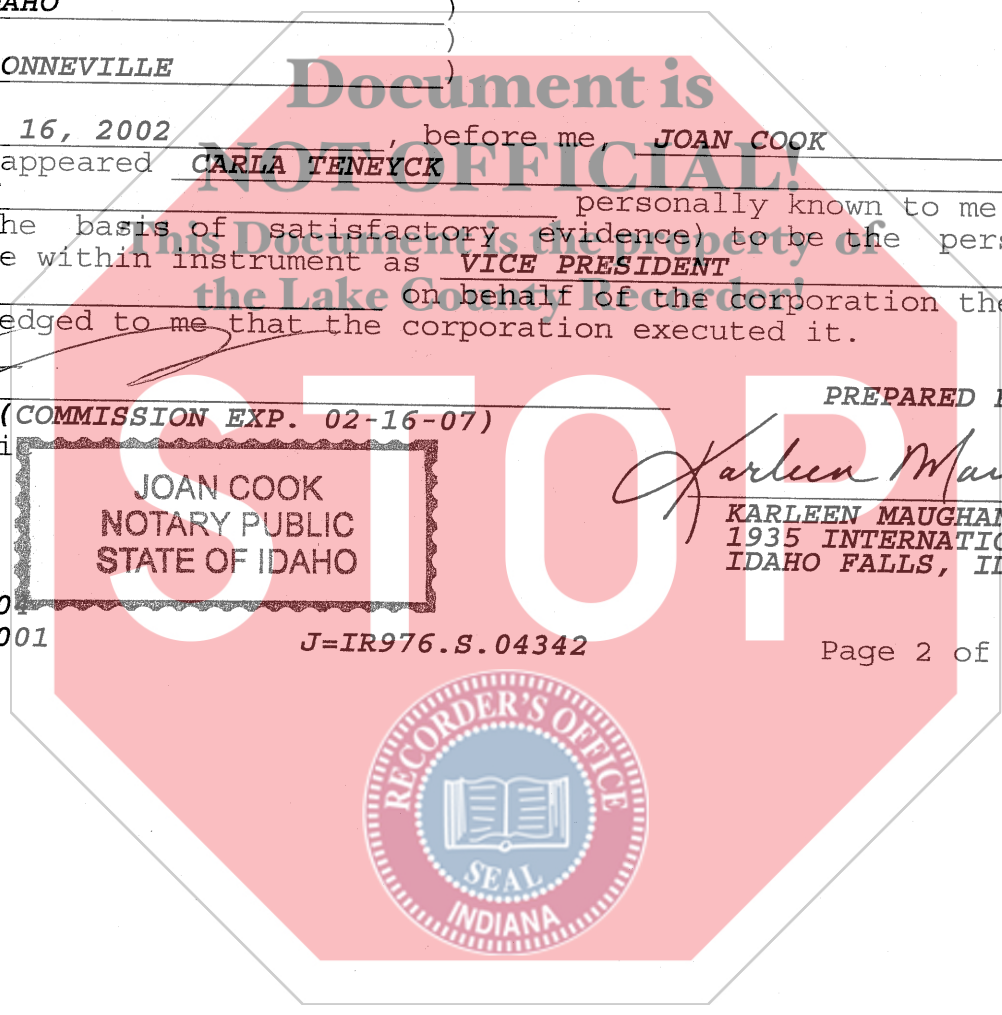 AHO )
)
ONNEVILLE )
16, 2002 , before me, JOAN COOK
appeared CARLA TENEYCK
personally known to me
he basis of satisfactory evidence) to be the pers
e within instrument as VICE PRESIDENT
on behalf of the corporation the
edged to me that the corporation executed it.
(COMMISSION EXP. 02-16-07)
PREPARED
JOAN COOK
NOTARY PUBLIC
STATE OF IDAHO
Karleen Mau
KARLEEN MAUGHAN
1935 INTERNATIO
IDAHO FALLS, ID
001
J=IR976.S.04342
Page 2 of
Document is
NOT OFFICIAL!
This Document is the property of
the Lake County Recorder!
STOP
RECORDER'S OFFICE
SEAL
INDIANA